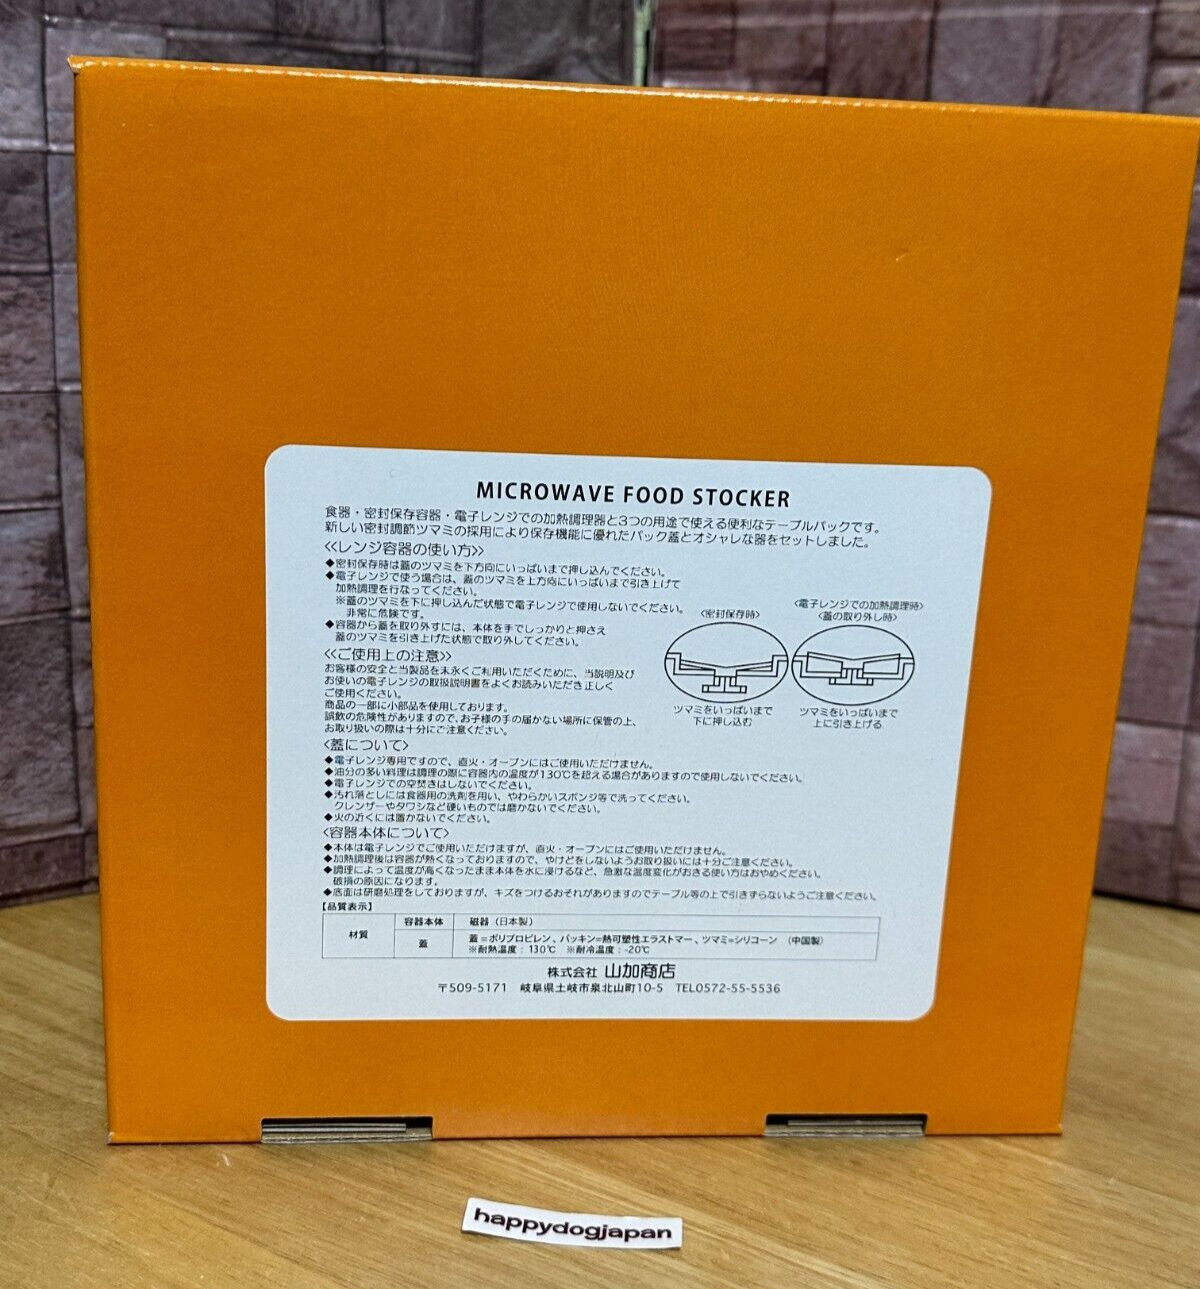 MICROWAVE FOOD STOCKER
食器・密封保存容器・電子レンジでの加熱調理器と3つの用途で使える便利なテーブルパックです。
新しい密封調節ツマミの採用により保存機能に優れたパック蓋とオシャレな器をセットしました。
≪レンジ容器の使い方≫
◆密封保存時は蓋のツマミを下方向にいっぱいまで押し込んでください。
◆電子レンジで使う場合は、蓋のツマミを上方向にいっぱいまで引き上げて
加熱調理を行なってください。
※蓋のツマミを下に押し込んだ状態で電子レンジで使用しないでください。
非常に危険です。
◆容器から蓋を取り外すには、本体を手でしっかりと押さえ
蓋のツマミを引き上げた状態で取り外してください。
〈密封保存時〉
ツマミをいっぱいまで
下に押し込む
〈電子レンジでの加熱調理時〉
〈蓋の取り外し時〉
ツマミをいっぱいまで
上に引き上げる
≪ご使用上の注意≫
お客様の安全と当製品を末永くご利用いただくために、当説明及び
お使いの電子レンジの取扱説明書をよくお読みいただき正しく
ご使用ください。
商品の一部に小部品を使用しております。
誤飲の危険性がありますので、お子様の手の届かない場所に保管の上、
お取り扱いの際は十分にご注意ください。
〈蓋について〉
◆電子レンジ専用ですので、直火・オーブンにはご使用いただけません。
◆油分の多い料理は調理の際に容器内の温度が130℃を超える場合がありますので使用しないでください。
◆電子レンジでの空焚きはしないでください。
◆汚れ落としには食器用の洗剤を用い、やわらかいスポンジ等で洗ってください。
クレンザーやタワシなど硬いものでは磨かないでください。
◆火の近くには置かないでください。
〈容器本体について〉
◆本体は電子レンジでご使用いただけますが、直火・オーブンにはご使用いただけません。
◆加熱調理後は容器が熱くなっておりますので、やけどをしないようお取り扱いには十分ご注意ください。
◆調理によって温度が高くなったまま本体を水に浸けるなど、急激な温度変化がおきる使い方はおやめください。
破損の原因になります。
◆底面は研磨処理をしておりますが、キズをつけるおそれがありますのでテーブル等の上で引きずらないようご注意ください。
【品質表示】
材質 容器本体 磁器（日本製）
蓋 蓋=ポリプロピレン、パッキン=熱可塑性エラストマー、ツマミ=シリコーン （中国製）
※耐熱温度：130℃ ※耐冷温度：-20℃
株式会社 山加商店
〒509-5171 岐阜県土岐市泉北山町10-5 TEL0572-55-5536
happydogjapan